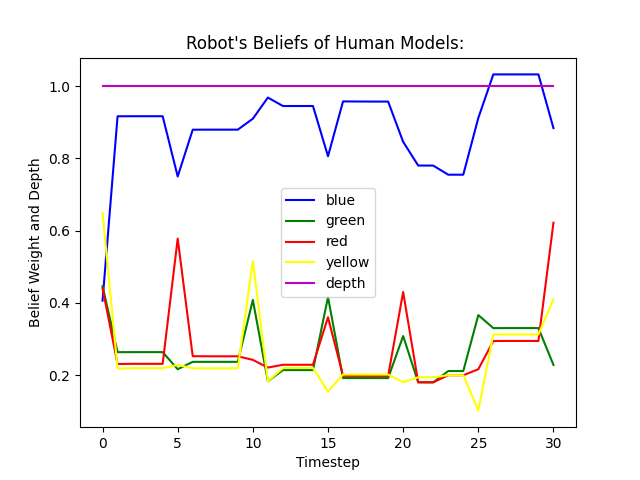 Robot's Beliefs of Human Models:
Belief Weight and Depth
1.0
0.8
0.6
0.4
0.2
blue
green
red
yellow
depth
0 5 10 15 20 25 30
Timestep